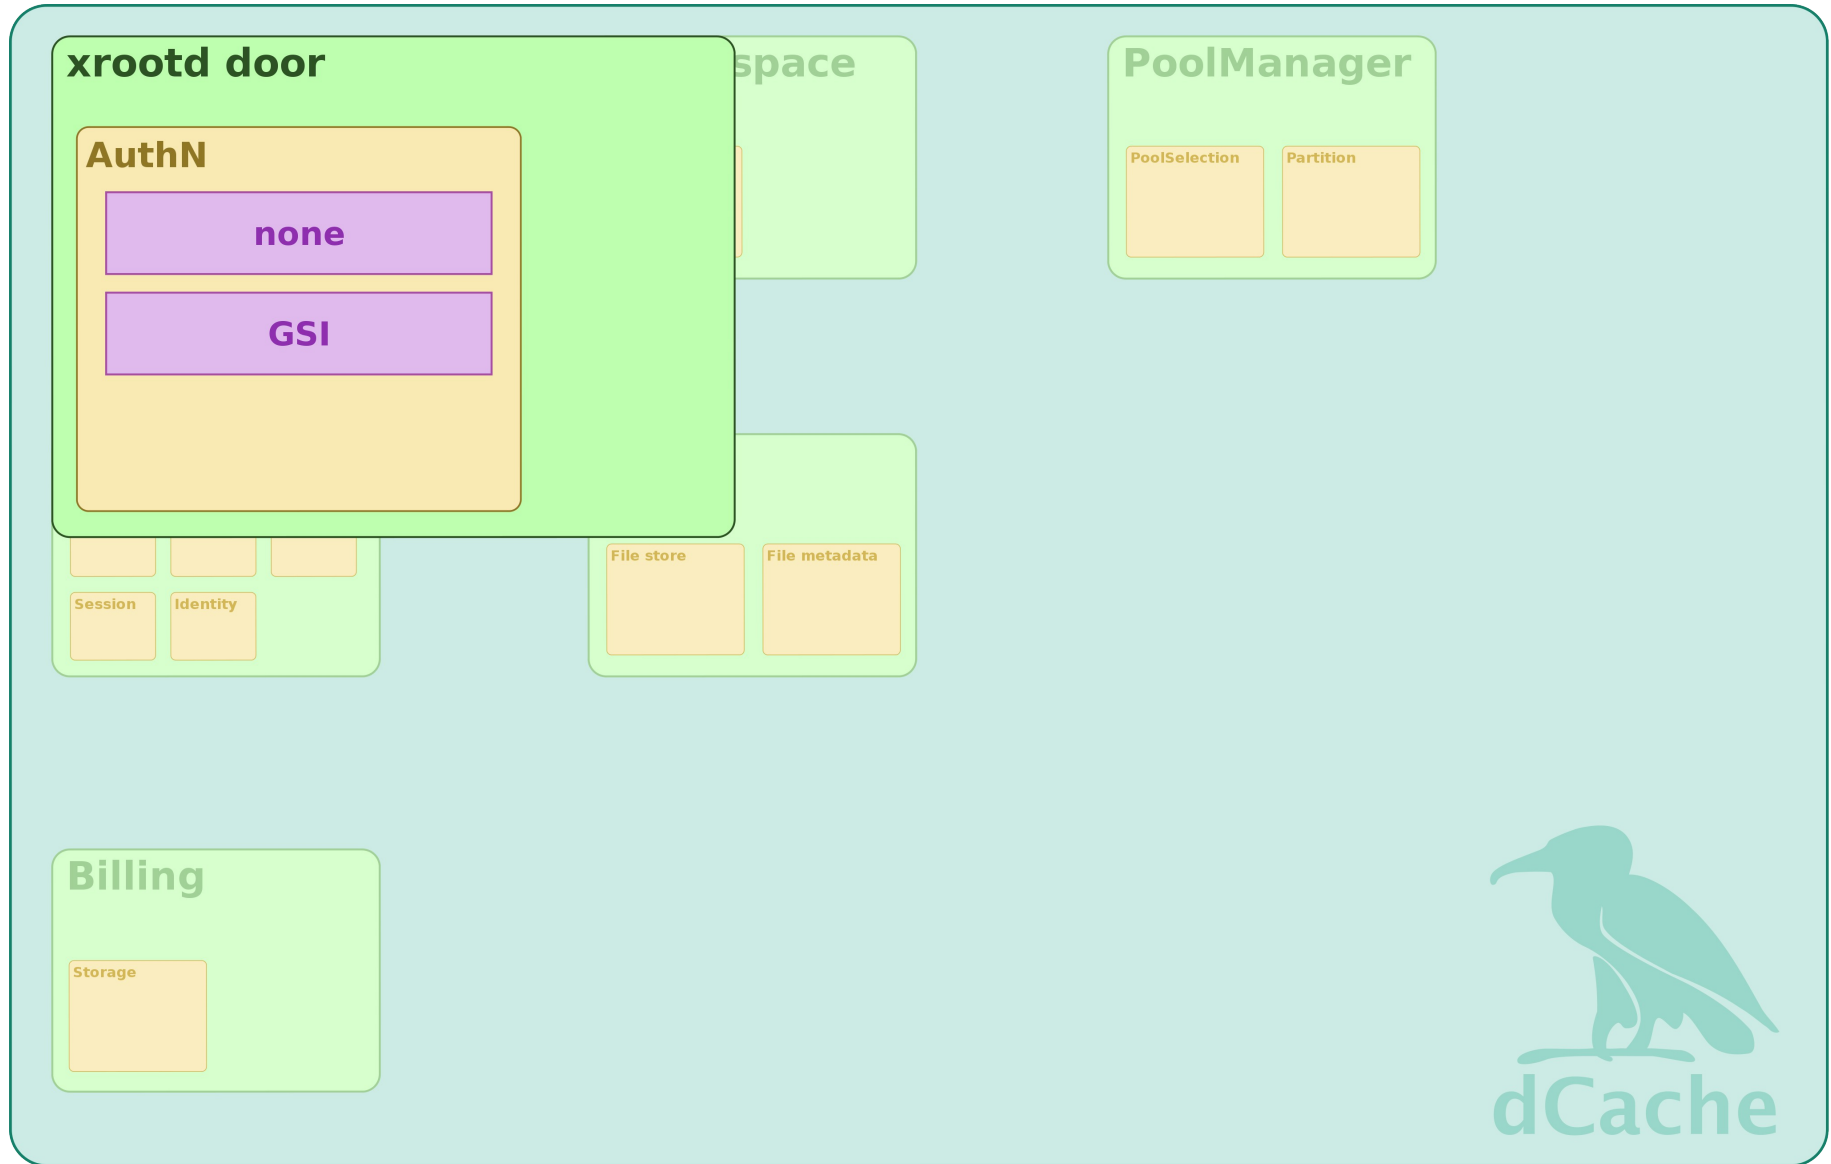 xrootd door
space
PoolManager
AuthN
none
GSI
PoolSelection
Partition
File store
File metadata
Session
Identity
Billing
Storage
dCache